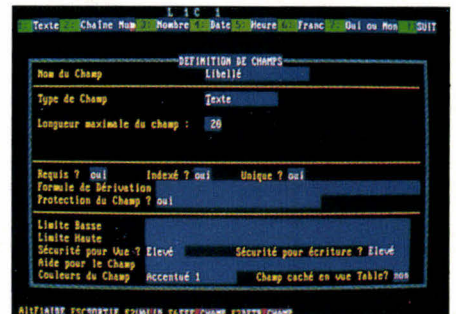 L 1 C 1
Texte 2: Chaîne Num 3: Nombre 4: Date 5: Heure 6: Franc 7: Oui ou Non SUIT
DEFINITION DE CHAMPS
Nom du Champ Libellé
Type de Champ Texte
Longueur maximale du champ : 20
Requis ? oui Indexé ? oui Unique ? oui
Formule de Dérivation
Protection du Champ ? oui
Limite Basse
Limite Haute
Sécurité pour Vue ? Elevé Sécurité pour écriture ? Elevé
Aide pour le Champ
Couleurs du Champ Accentué 1 Champ caché en vue Table? non